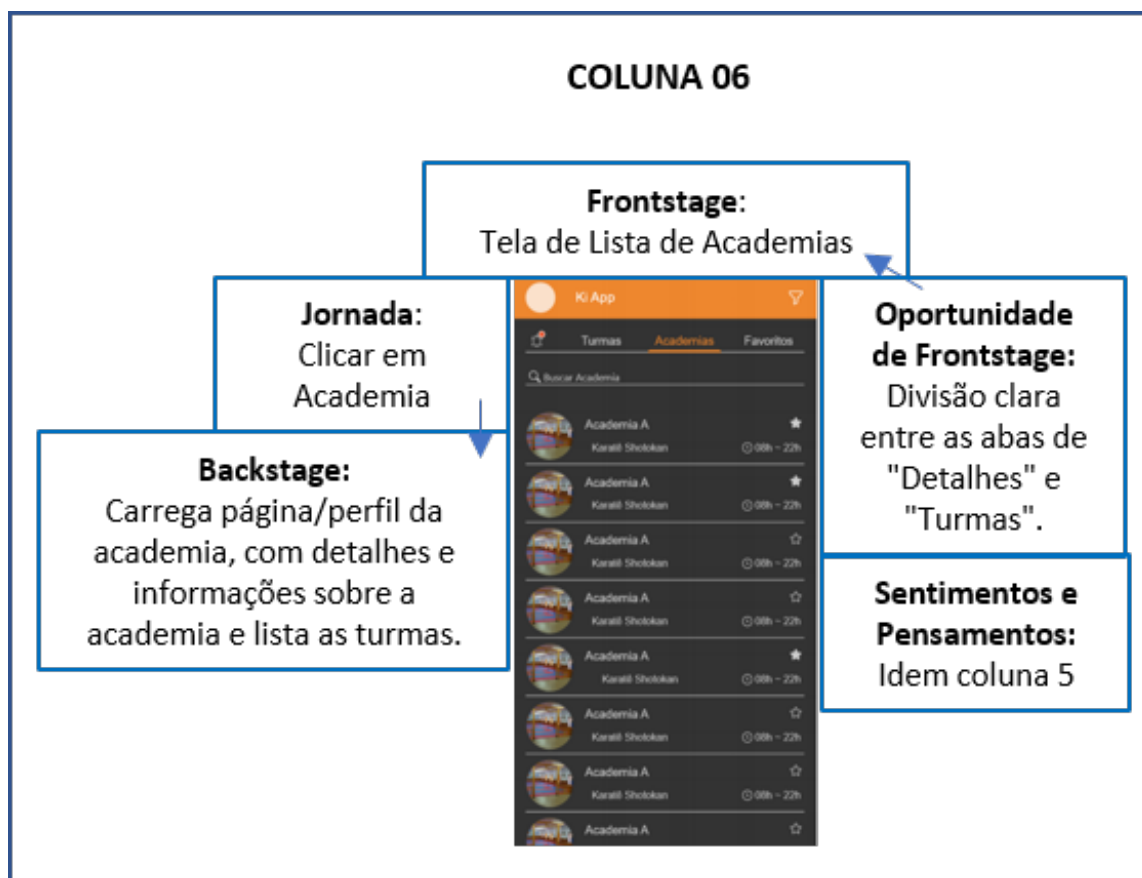 COLUNA 06
Frontstage:
Tela de Lista de Academias
Jornada:
Clicar em
Academia
Backstage:
Carrega página/perfil da
academia, com detalhes e
informações sobre a
academia e lista as turmas.
Ki App
Turmas Academias Favoritos
Buscar Academia
Academia A
Karatê Shotokan 08h ~ 22h
Academia A
Karatê Shotokan 08h ~ 22h
Academia A
Karatê Shotokan 08h ~ 22h
Academia A
Karatê Shotokan 08h ~ 22h
Academia A
Karatê Shotokan 08h ~ 22h
Academia A
Karatê Shotokan 08h ~ 22h
Academia A
Karatê Shotokan 08h ~ 22h
Academia A
Oportunidade
de Frontstage:
Divisão clara
entre as abas de
"Detalhes" e
"Turmas".
Sentimentos e
Pensamentos:
Idem coluna 5